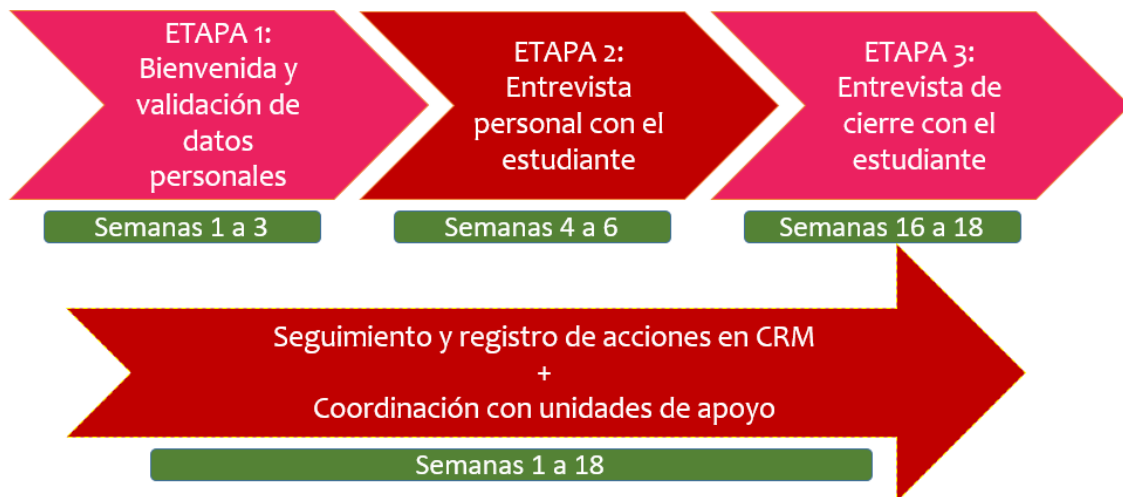 ETAPA 1:
Bienvenida y
validación de
datos
personales
ETAPA 2:
Entrevista
personal con el
estudiante
ETAPA 3:
Entrevista de
cierre con el
estudiante
Semanas 1 a 3
Semanas 4 a 6
Semanas 16 a 18
Seguimiento y registro de acciones en CRM
+
Coordinación con unidades de apoyo
Semanas 1 a 18